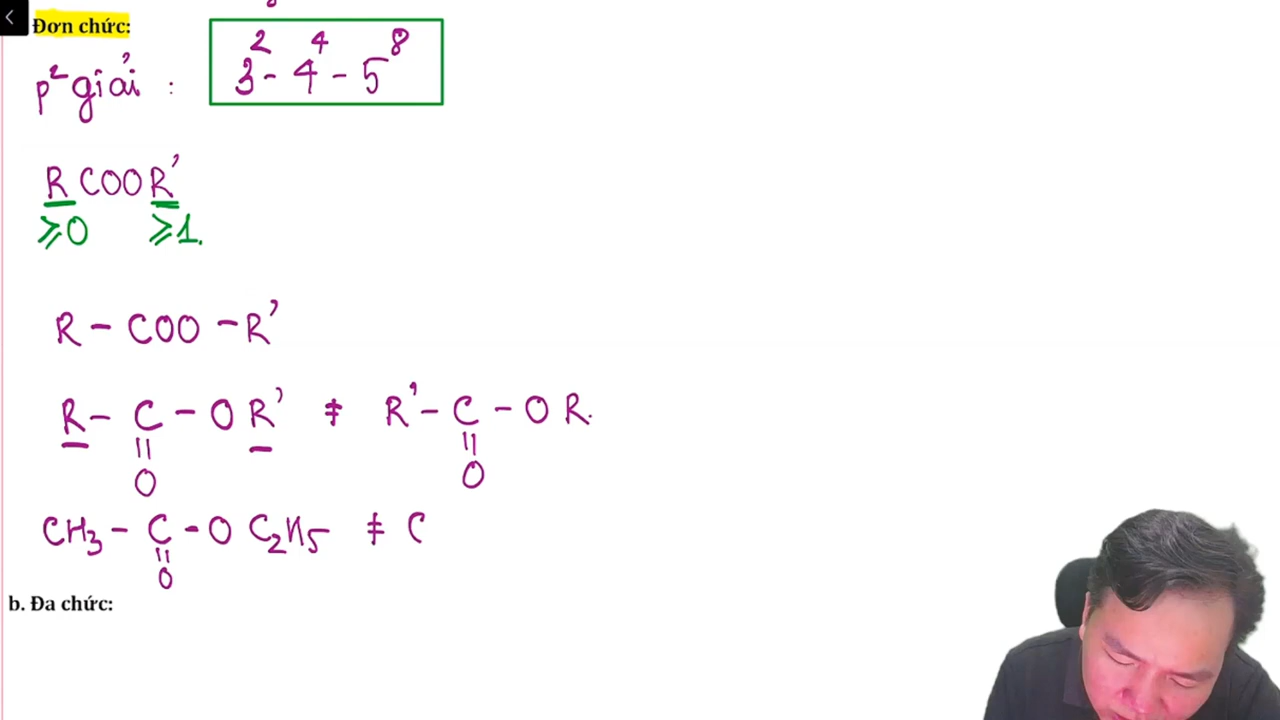 Đơn chức:
2 4 8
p² giải : 3 - 4 - 5
RCOOR'
≥0 ≥1.
R - COO - R'
R - C - OR' ≠ R' - C - OR.
|| ||
O O
CH₃ - C - O C₂H₅ ≠ C
||
O
b. Đa chức: